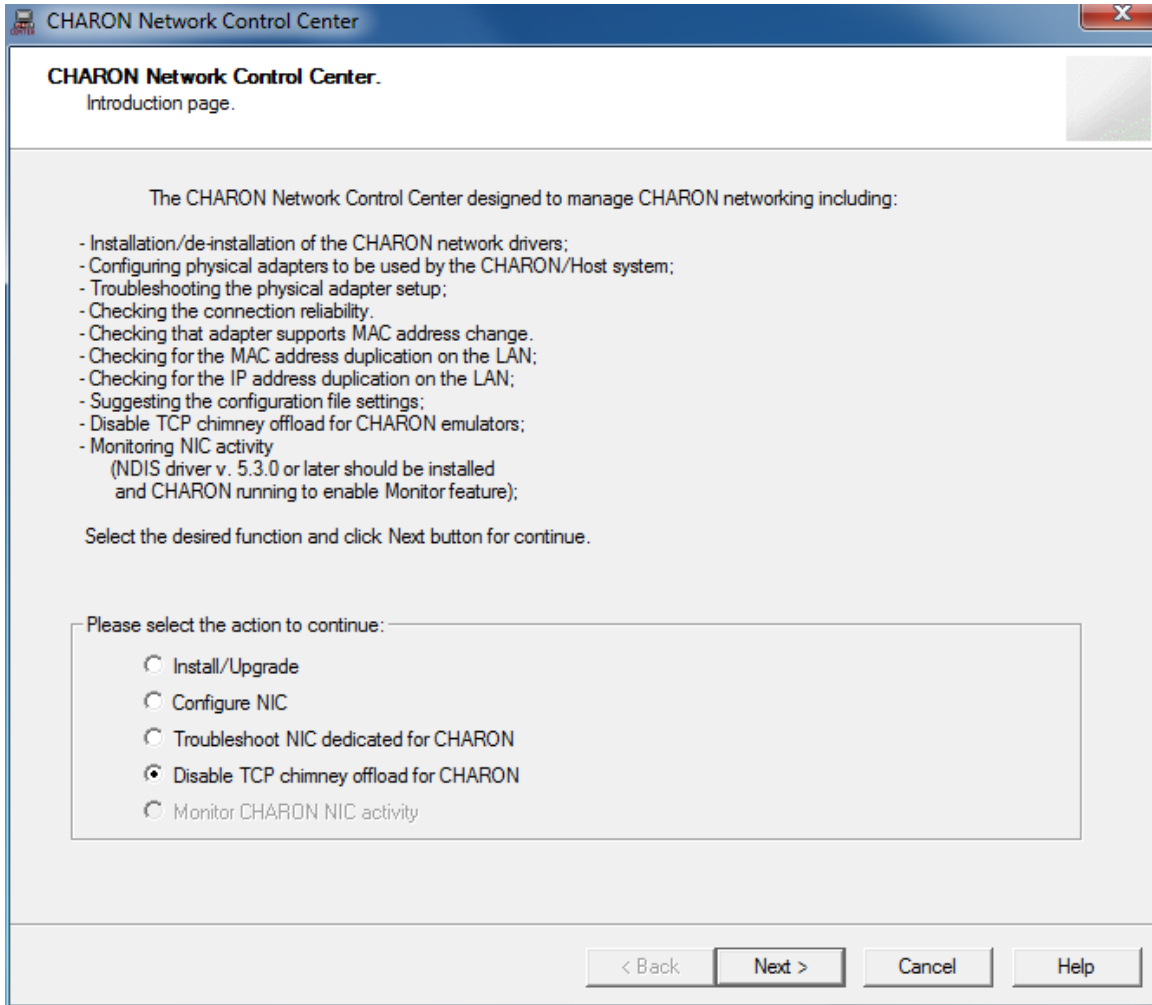 CHARON Network Control Center
CHARON Network Control Center.
Introduction page.
The CHARON Network Control Center designed to manage CHARON networking including:
- Installation/de-installation of the CHARON network drivers;
- Configuring physical adapters to be used by the CHARON/Host system;
- Troubleshooting the physical adapter setup;
- Checking the connection reliability.
- Checking that adapter supports MAC address change.
- Checking for the MAC address duplication on the LAN;
- Checking for the IP address duplication on the LAN;
- Suggesting the configuration file settings;
- Disable TCP chimney offload for CHARON emulators;
- Monitoring NIC activity
(NDIS driver v. 5.3.0 or later should be installed
and CHARON running to enable Monitor feature);
Select the desired function and click Next button for continue.
Please select the action to continue:
Install/Upgrade
Configure NIC
Troubleshoot NIC dedicated for CHARON
Disable TCP chimney offload for CHARON
Monitor CHARON NIC activity
< Back Next > Cancel Help